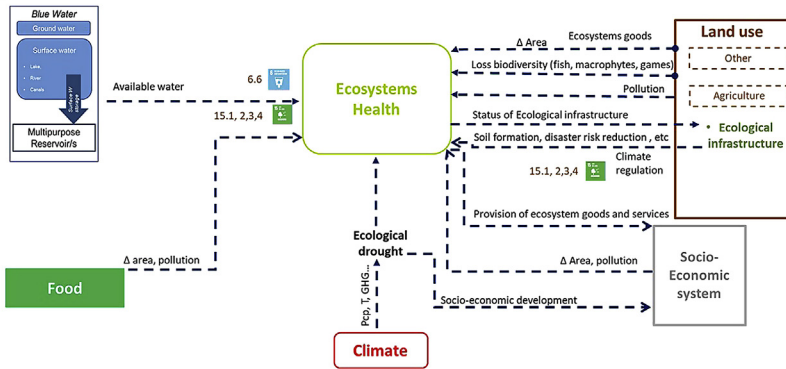 Blue Water
Ground water
Surface water
• Lake,
• River
• Canals
Surface W
storage
Multipurpose
Reservoir/s
Available water
6.6
15.1, 2,3,4
Ecosystems
Health
Δ Area
Ecosystems goods
Loss biodiversity (fish, macrophytes, games)
Pollution
Status of Ecological infrastructure
Soil formation, disaster risk reduction , etc
15.1, 2,3,4
Climate
regulation
Land use
Other
Agriculture
• Ecological
infrastructure
Provision of ecosystem goods and services
Ecological
drought
Δ area, pollution
Δ Area, pollution
Socio-
Economic
system
Food
Pcp, T, GHG...
Socio-economic development
Climate